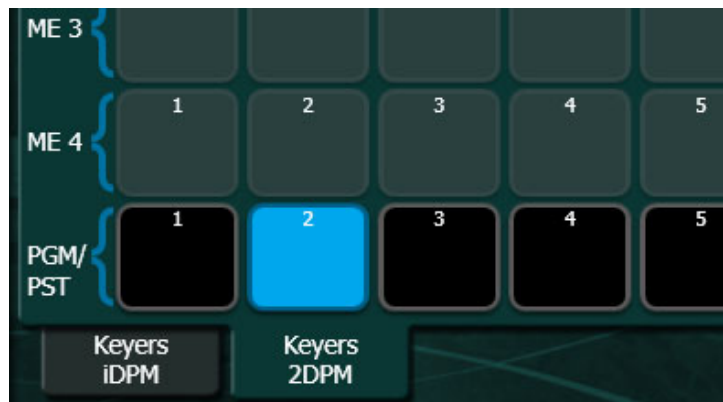 ME 3
1 2 3 4 5
ME 4
1 2 3 4 5
PGM/
PST
Keyers Keyers
iDPM 2DPM